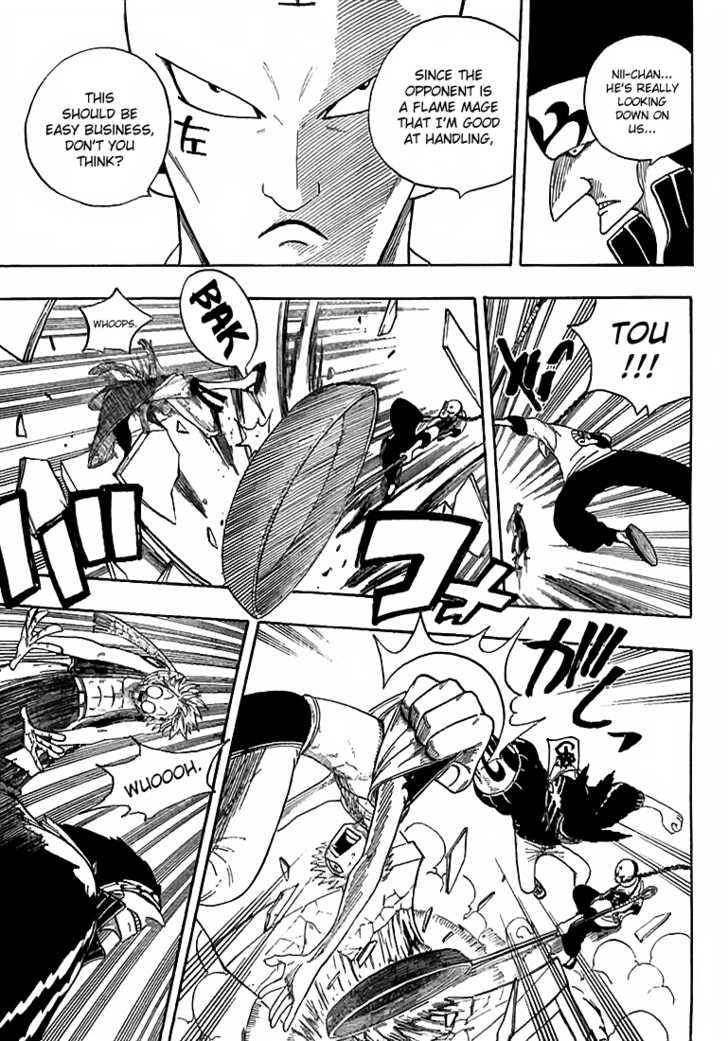 NII-CHAN...
HE'S REALLY
LOOKING
DOWN ON
US...
SINCE THE
OPPONENT IS
A FLAME MAGE
THAT I'M GOOD
AT HANDLING,
THIS
SHOULD BE
EASY BUSINESS,
DON'T YOU
THINK?
TOU
!!!
BAK
WHOOPS.
WUOOOH.